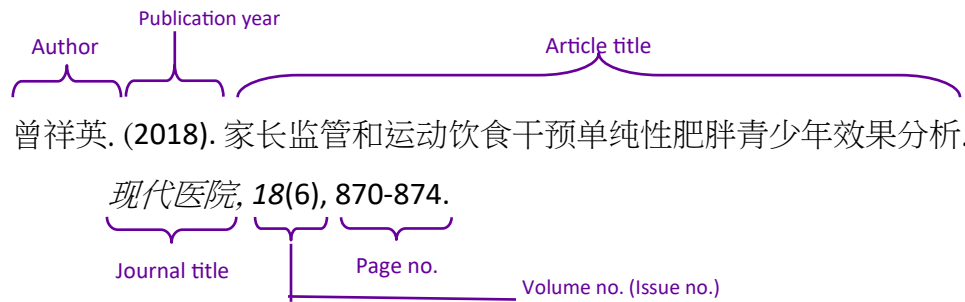 Publication year
Author
Article title
曾祥英. (2018). 家长监管和运动饮食干预单纯性肥胖青少年效果分析.
现代医院, 18(6), 870-874.
Journal title
Page no.
Volume no. (Issue no.)